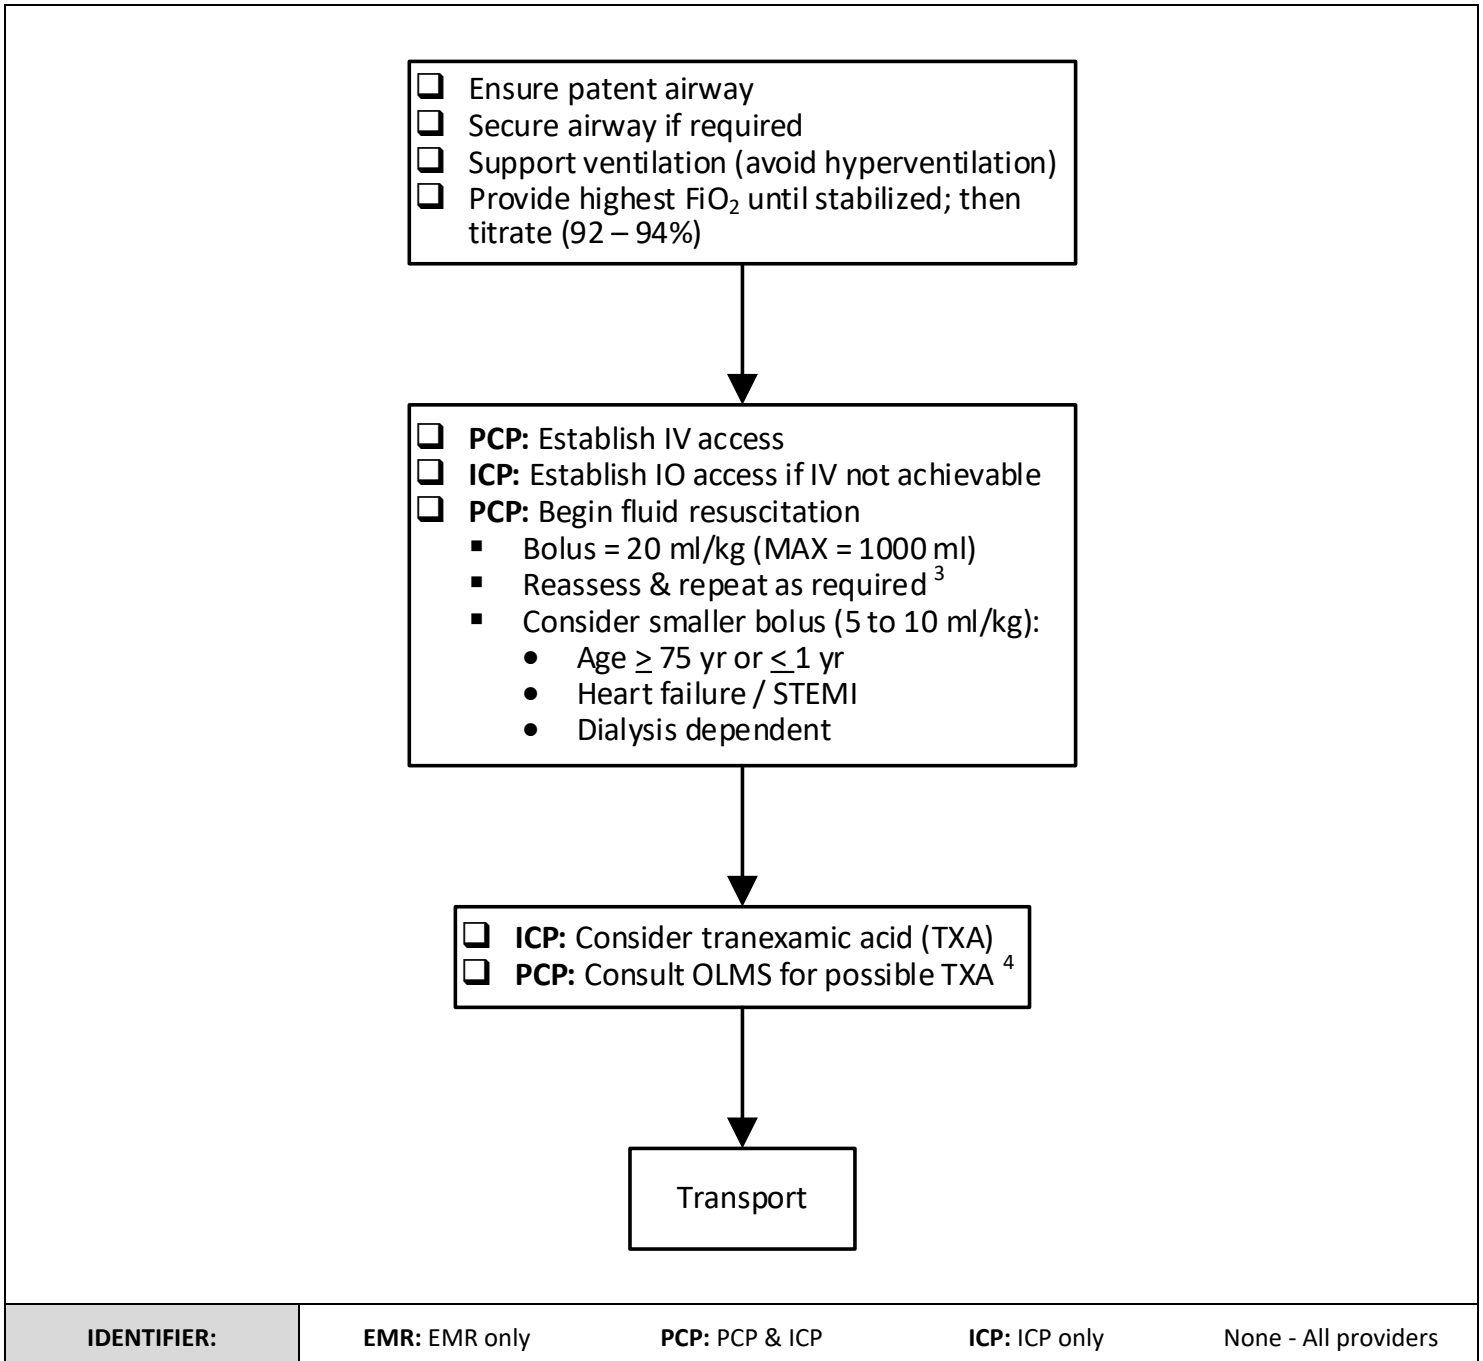 ❑ Ensure patent airway
❑ Secure airway if required
❑ Support ventilation (avoid hyperventilation)
❑ Provide highest FiO₂ until stabilized; then
titrate (92 – 94%)
❑ PCP: Establish IV access
❑ ICP: Establish IO access if IV not achievable
❑ PCP: Begin fluid resuscitation
▪ Bolus = 20 ml/kg (MAX = 1000 ml)
▪ Reassess & repeat as required ³
▪ Consider smaller bolus (5 to 10 ml/kg):
• Age ≥ 75 yr or ≤ 1 yr
• Heart failure / STEMI
• Dialysis dependent
❑ ICP: Consider tranexamic acid (TXA)
❑ PCP: Consult OLMS for possible TXA ⁴
Transport
IDENTIFIER: EMR: EMR only PCP: PCP & ICP ICP: ICP only None - All providers